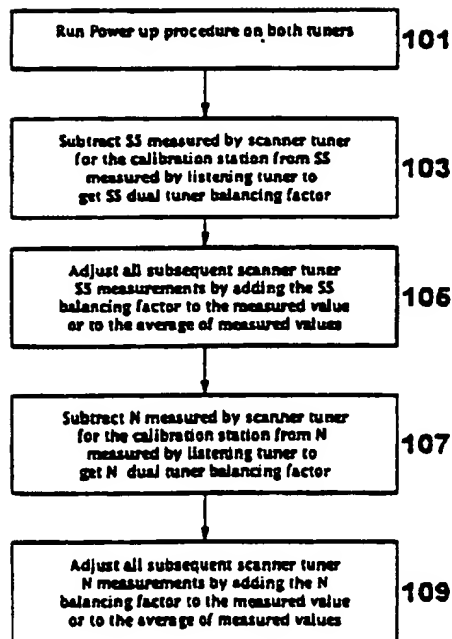 Run Power up procedure on both tuners
101
Subtract SS measured by scanner tuner
for the calibration station from SS
measured by listening tuner to
get SS dual tuner balancing factor
103
Adjust all subsequent scanner tuner
SS measurements by adding the SS
balancing factor to the measured value
or to the average of measured values
105
Subtract N measured by scanner tuner
for the calibration station from N
measured by listening tuner to
get N dual tuner balancing factor
107
Adjust all subsequent scanner tuner
N measurements by adding the N
balancing factor to the measured value
or to the average of measured values
109